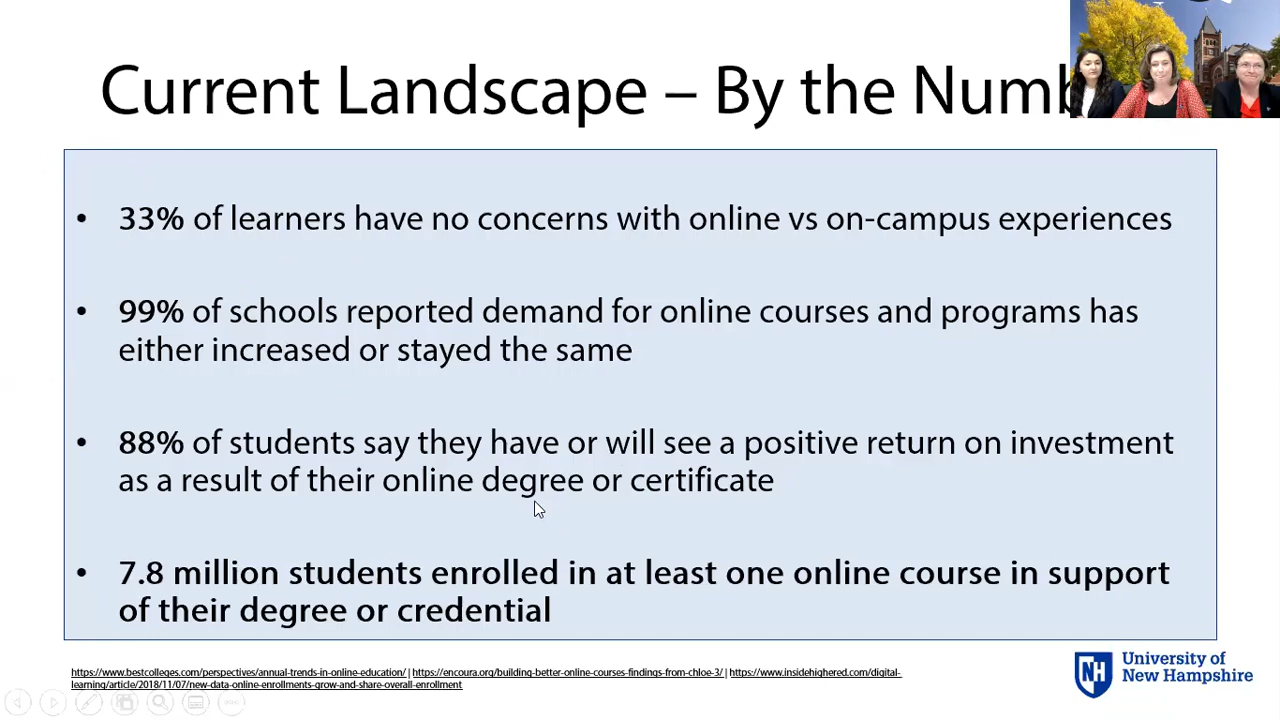 Current Landscape – By the Numb
• 33% of learners have no concerns with online vs on-campus experiences
• 99% of schools reported demand for online courses and programs has
either increased or stayed the same
• 88% of students say they have or will see a positive return on investment
as a result of their online degree or certificate
• 7.8 million students enrolled in at least one online course in support
of their degree or credential
https://www.bestcolleges.com/perspectives/annual-trends-in-online-education/ | https://encoura.org/building-better-online-courses-findings-from-chloe-3/ | https://www.insidehighered.com/digital-
learning/article/2018/11/07/new-data-online-enrollments-grow-and-share-overall-enrollment
NH
University of
New Hampshire